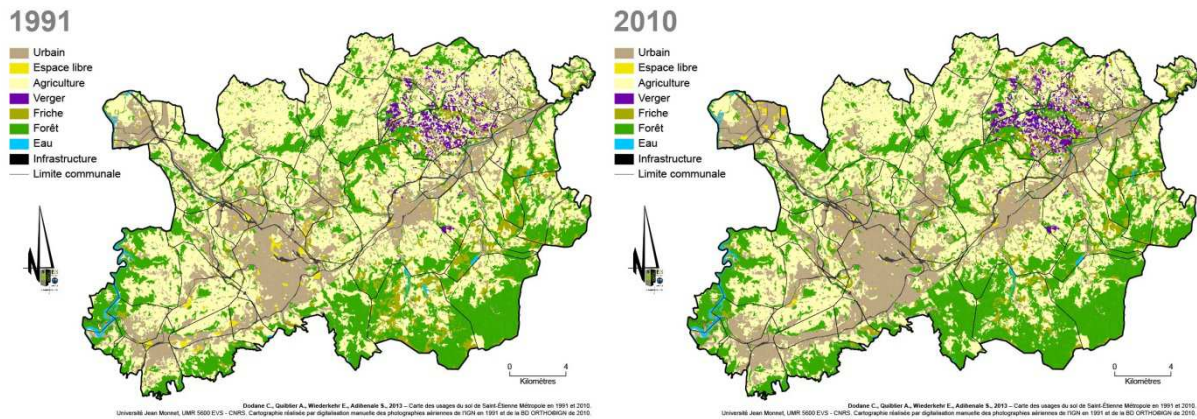 1991
Urbain
Espace libre
Agriculture
Verger
Friche
Forêt
Eau
Infrastructure
Limite communale
N
0 4
Kilomètres
Dodane C., Quiblier A., Wiederkehr E., Adibenale S., 2013 – Carte des usages du sol de Saint-Étienne Métropole en 1991 et 2010.
Université Jean Monnet, UMR 5600 EVS - CNRS. Cartographie réalisée par digitalisation manuelle des photographies aériennes de l'IGN en 1991 et de la BD ORTHO®IGN de 2010.
2010
Urbain
Espace libre
Agriculture
Verger
Friche
Forêt
Eau
Infrastructure
Limite communale
N
0 4
Kilomètres
Dodane C., Quiblier A., Wiederkehr E., Adibenale S., 2013 – Carte des usages du sol de Saint-Étienne Métropole en 1991 et 2010.
Université Jean Monnet, UMR 5600 EVS - CNRS. Cartographie réalisée par digitalisation manuelle des photographies aériennes de l'IGN en 1991 et de la BD ORTHO®IGN de 2010.